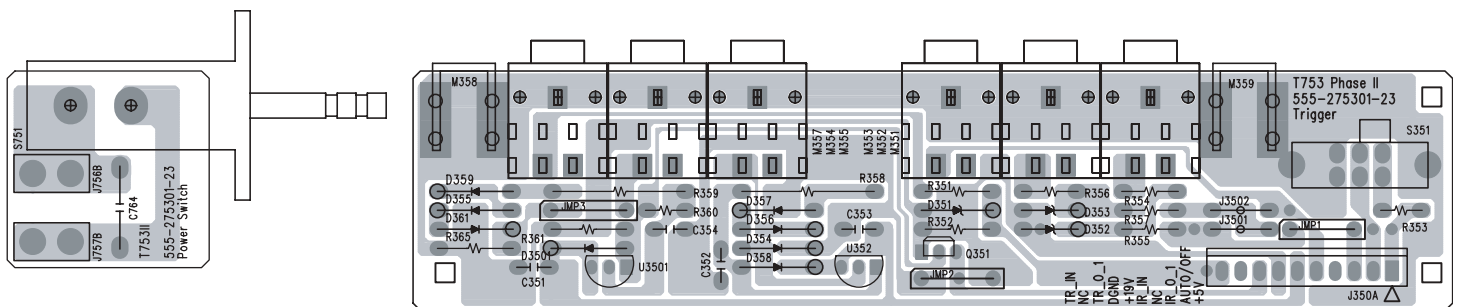 S751
J756B
J757B
C764
T753II
555-275301-23
Power Switch
M358
M357
M354
M355
M353
M352
M351
M359
T753 Phase II
555-275301-23
Trigger
S351
D359
D355
D361
R365
R361
D3501
C351
JMP3
U3501
R359
R360
C354
C352
R358
D357
D356
D354
D358
C353
U352
R351
D351
R352
Q351
JMP2
R356
D353
D352
R354
R357
R355
J3502
J3501
JMP1
R353
TR_IN
NC
TR_O_1
DGND
+19V
IR_IN
NC
IR_O_1
AUTO/OFF
+5V
J350A